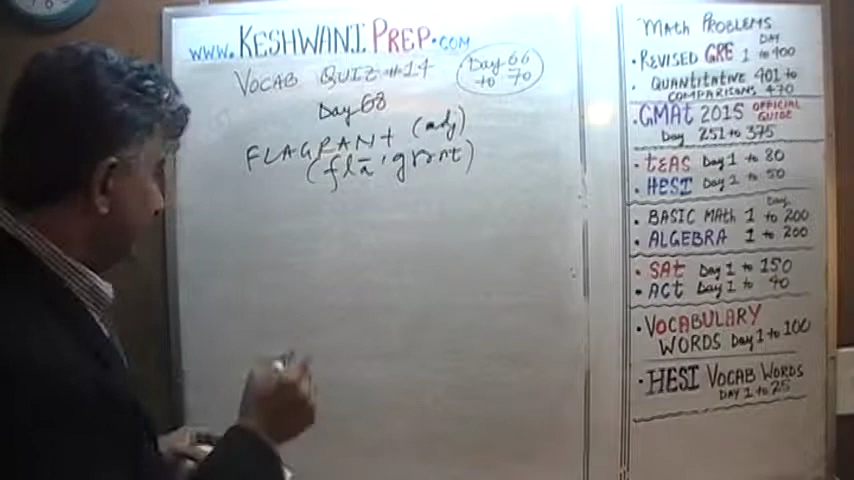 www.KESHWANI PREP.com
VOCAB QUIZ #14
Day 66
to 70
Day 68
FLAGRANT (adj)
(flā'grənt)
MATH PROBLEMS
DAY
• REVISED GRE 1 to 400
• QUANTITATIVE 401 to
COMPARISONS 470
• GMAt 2015 OFFICIAL GUIDE
Day 251 to 375
• tEAS Day 1 to 80
• HESI Day 1 to 50
Day
• BASIC MAth 1 to 200
• ALGEBRA 1 to 200
• SAt Day 1 to 150
• ACt Day 1 to 40
• VOCABULARY
WORDS Day 1 to 100
• HESI VOCAB WORDS
DAY 1 to 25